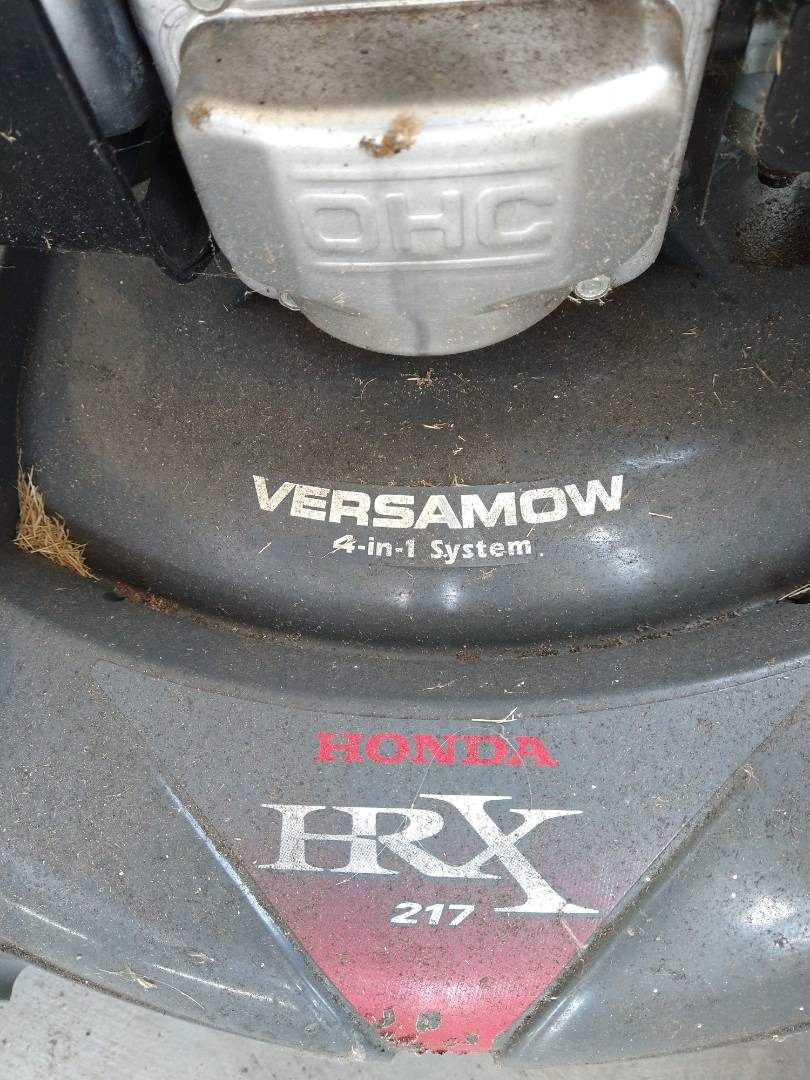 OHC
VERSAMOW
4-in-1 System
HONDA
HRX
217